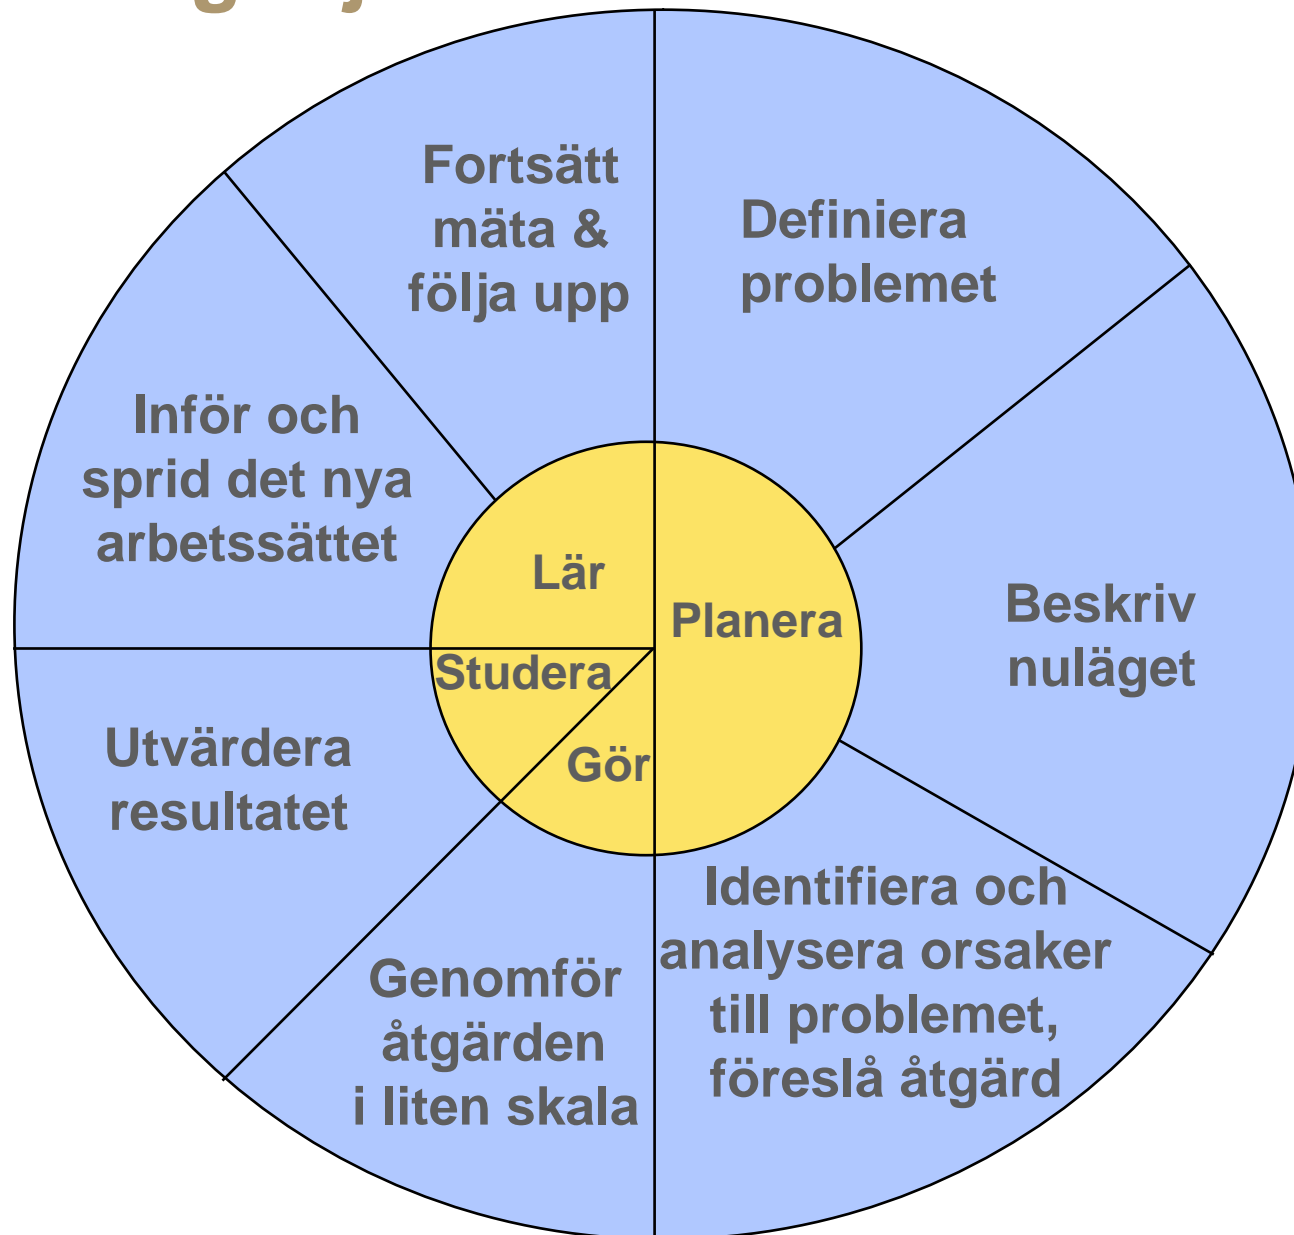 Fortsätt
mäta &
följa upp
Definiera
problemet
Inför och
sprid det nya
arbetssättet
Lär
Planera
Beskriv
nuläget
Studera
Gör
Utvärdera
resultatet
Identifiera och
analysera orsaker
till problemet,
föreslå åtgärd
Genomför
åtgärden
i liten skala